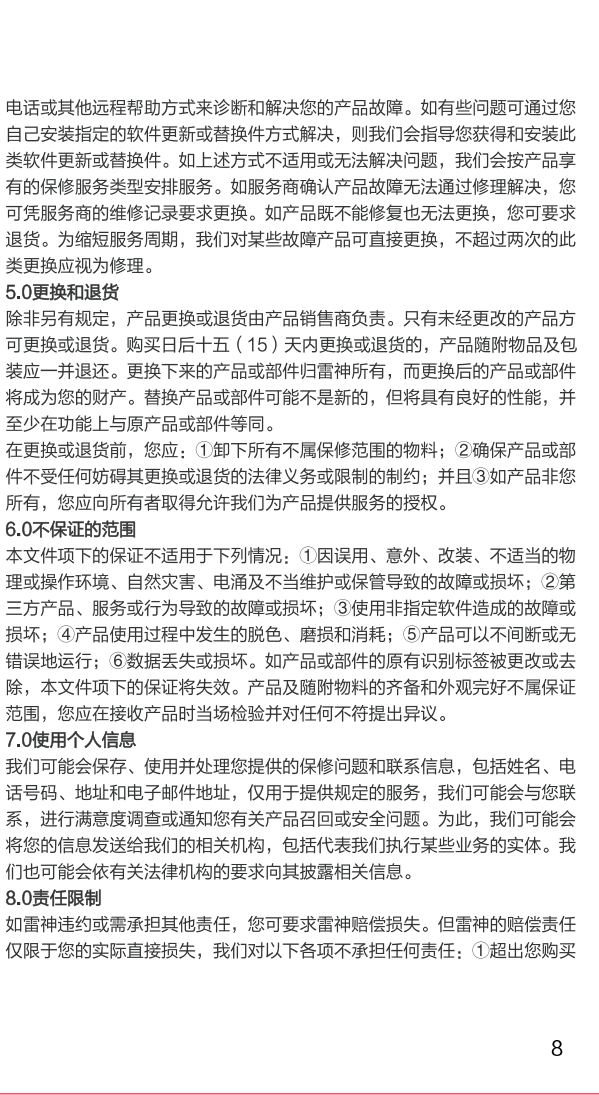 电话或其他远程帮助方式来诊断和解决您的产品故障。如有些问题可通过您
自己安装指定的软件更新或替换件方式解决，则我们会指导您获得和安装此
类软件更新或替换件。如上述方式不适用或无法解决问题，我们会按产品享
有的保修服务类型安排服务。如服务商确认产品故障无法通过修理解决，您
可凭服务商的维修记录要求更换。如产品既不能修复也无法更换，您可要求
退货。为缩短服务周期，我们对某些故障产品可直接更换，不超过两次的此
类更换应视为修理。
5.0更换和退货
除非另有规定，产品更换或退货由产品销售商负责。只有未经更改的产品方
可更换或退货。购买日后十五（15）天内更换或退货的，产品随附物品及包
装应一并退还。更换下来的产品或部件归雷神所有，而更换后的产品或部件
将成为您的财产。替换产品或部件可能不是新的，但将具有良好的性能，并
至少在功能上与原产品或部件等同。
在更换或退货前，您应：①卸下所有不属保修范围的物料；②确保产品或部
件不受任何妨碍其更换或退货的法律义务或限制的制约；并且③如产品非您
所有，您应向所有者取得允许我们为产品提供服务的授权。
6.0不保证的范围
本文件项下的保证不适用于下列情况：①因误用、意外、改装、不适当的物
理或操作环境、自然灾害、电涌及不当维护或保管导致的故障或损坏；②第
三方产品、服务或行为导致的故障或损坏；③使用非指定软件造成的故障或
损坏；④产品使用过程中发生的脱色、磨损和消耗；⑤产品可以不间断或无
错误地运行；⑥数据丢失或损坏。如产品或部件的原有识别标签被更改或去
除，本文件项下的保证将失效。产品及随附物料的齐备和外观完好不属保证
范围，您应在接收产品时当场检验并对任何不符提出异议。
7.0使用个人信息
我们可能会保存、使用并处理您提供的保修问题和联系信息，包括姓名、电
话号码、地址和电子邮件地址，仅用于提供规定的服务，我们可能会与您联
系，进行满意度调查或通知您有关产品召回或安全问题。为此，我们可能会
将您的信息发送给我们的相关机构，包括代表我们执行某些业务的实体。我
们也可能会依有关法律机构的要求向其披露相关信息。
8.0责任限制
如雷神违约或需承担其他责任，您可要求雷神赔偿损失。但雷神的赔偿责任
仅限于您的实际直接损失，我们对以下各项不承担任何责任：①超出您购买
8